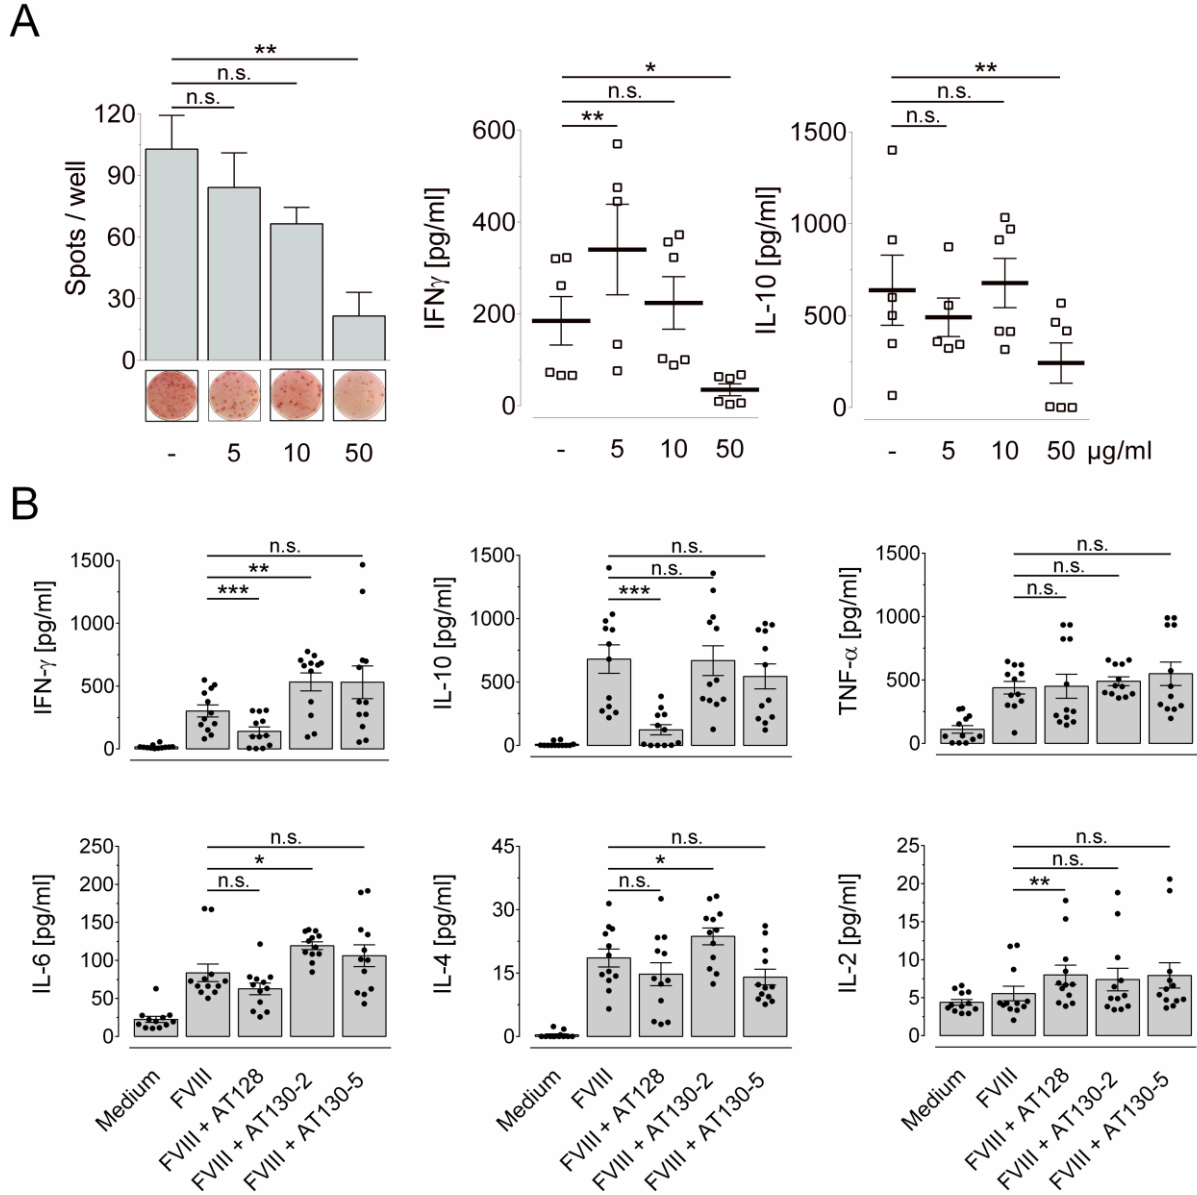 A
**
n.s.
n.s.
120
90
60
30
0
Spots / well
- 5 10 50
*
n.s.
**
600
400
200
0
IFNγ [pg/ml]
- 5 10 50
**
n.s.
n.s.
1500
1000
500
0
IL-10 [pg/ml]
- 5 10 50 µg/ml
B
n.s.
**
***
1500
1000
500
0
IFN-γ [pg/ml]
n.s.
n.s.
***
1500
1000
500
0
IL-10 [pg/ml]
n.s.
n.s.
n.s.
1500
1000
500
0
TNF-α [pg/ml]
n.s.
*
n.s.
250
200
150
100
50
0
IL-6 [pg/ml]
Medium
FVIII
FVIII + AT128
FVIII + AT130-2
FVIII + AT130-5
n.s.
*
n.s.
45
30
15
0
IL-4 [pg/ml]
Medium
FVIII
FVIII + AT128
FVIII + AT130-2
FVIII + AT130-5
n.s.
n.s.
**
25
20
15
10
5
0
IL-2 [pg/ml]
Medium
FVIII
FVIII + AT128
FVIII + AT130-2
FVIII + AT130-5